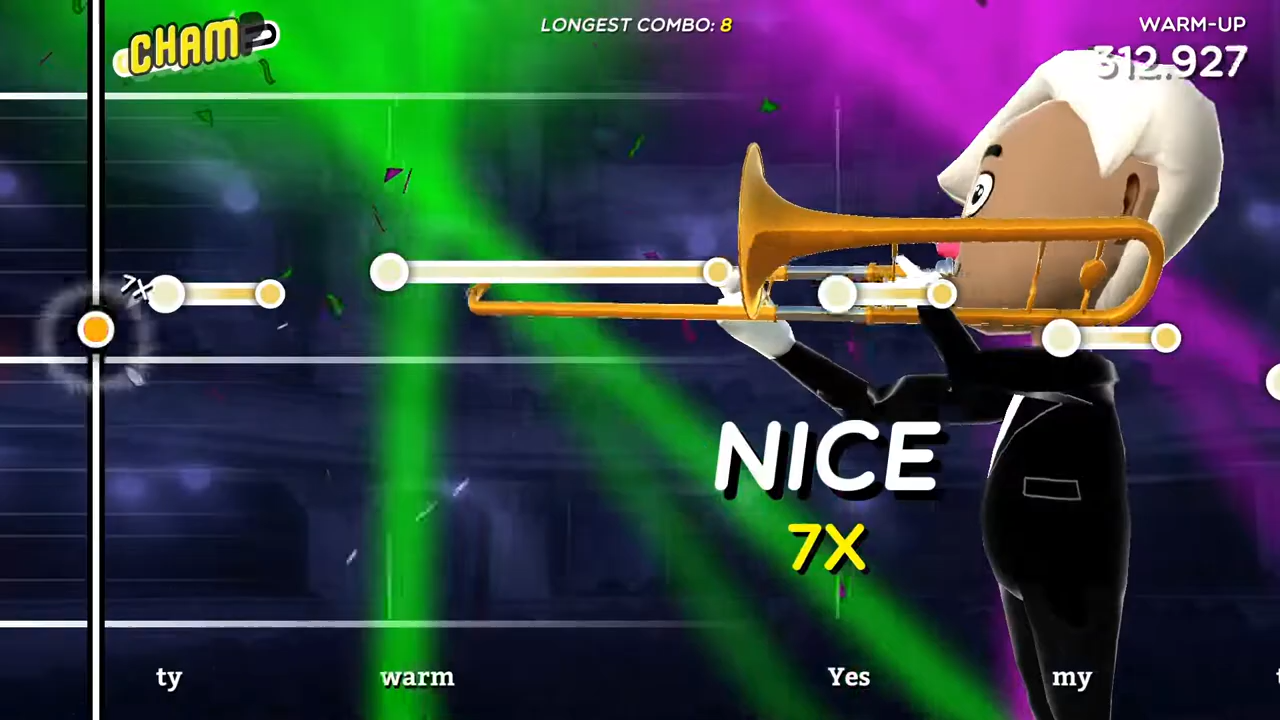 CHAMP
LONGEST COMBO: 8
WARM-UP
312.927
7X
NICE
7X
ty warm Yes my